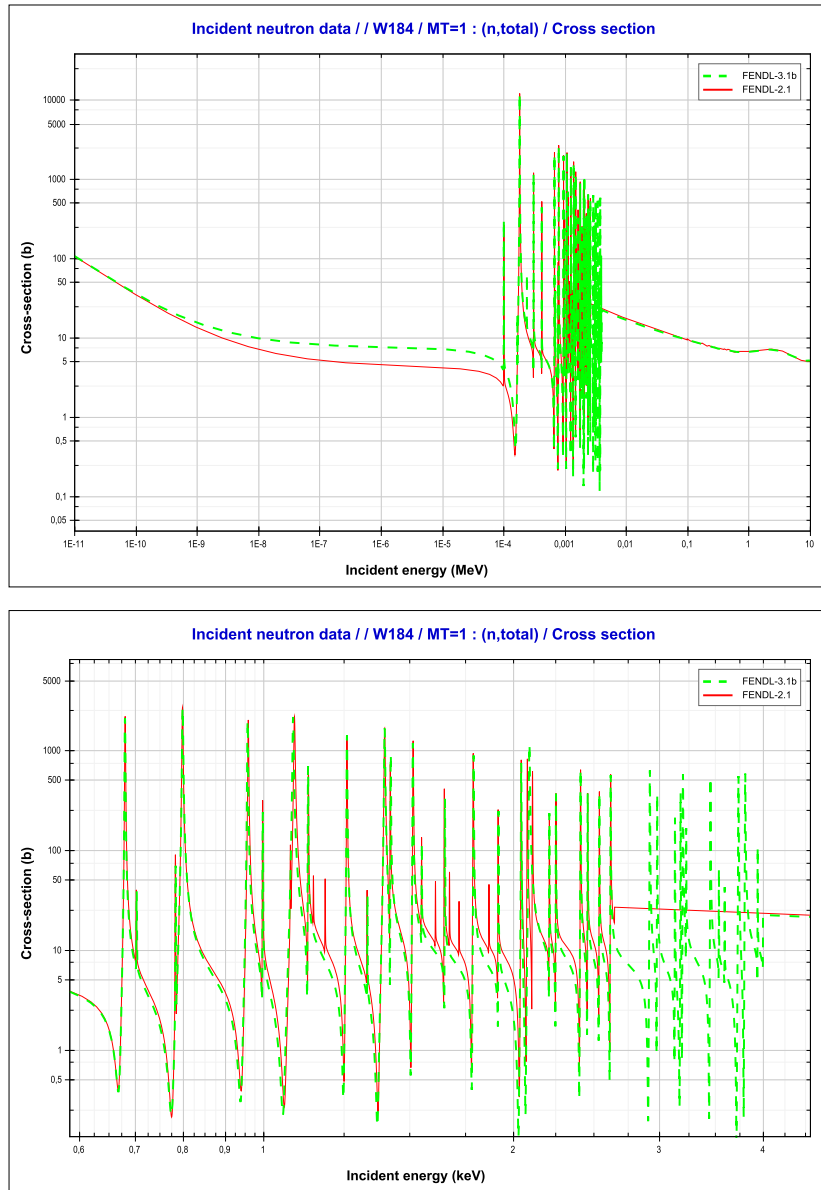 Incident neutron data / / W184 / MT=1 : (n,total) / Cross section
FENDL-3.1b
FENDL-2.1
10000
5000
1000
500
100
50
10
5
1
0,5
0,1
0,05
Cross-section (b)
1E-11 1E-10 1E-9 1E-8 1E-7 1E-6 1E-5 1E-4 0,001 0,01 0,1 1 10
Incident energy (MeV)
Incident neutron data / / W184 / MT=1 : (n,total) / Cross section
FENDL-3.1b
FENDL-2.1
5000
1000
500
100
50
10
5
1
0,5
Cross-section (b)
0,6 0,7 0,8 0,9 1 2 3 4
Incident energy (keV)